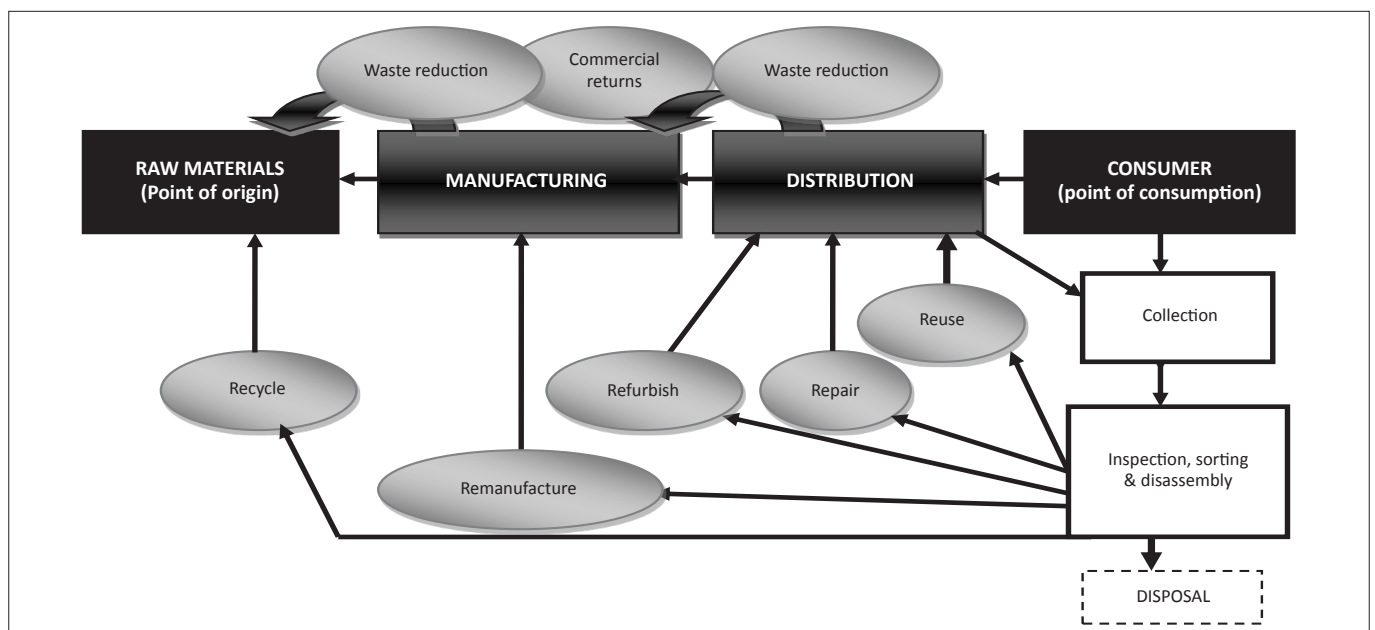 Waste reduction
Commercial
returns
Waste reduction
RAW MATERIALS
(Point of origin)
MANUFACTURING
DISTRIBUTION
CONSUMER
(point of consumption)
Reuse
Collection
Recycle
Refurbish
Repair
Remanufacture
Inspection, sorting
& disassembly
DISPOSAL